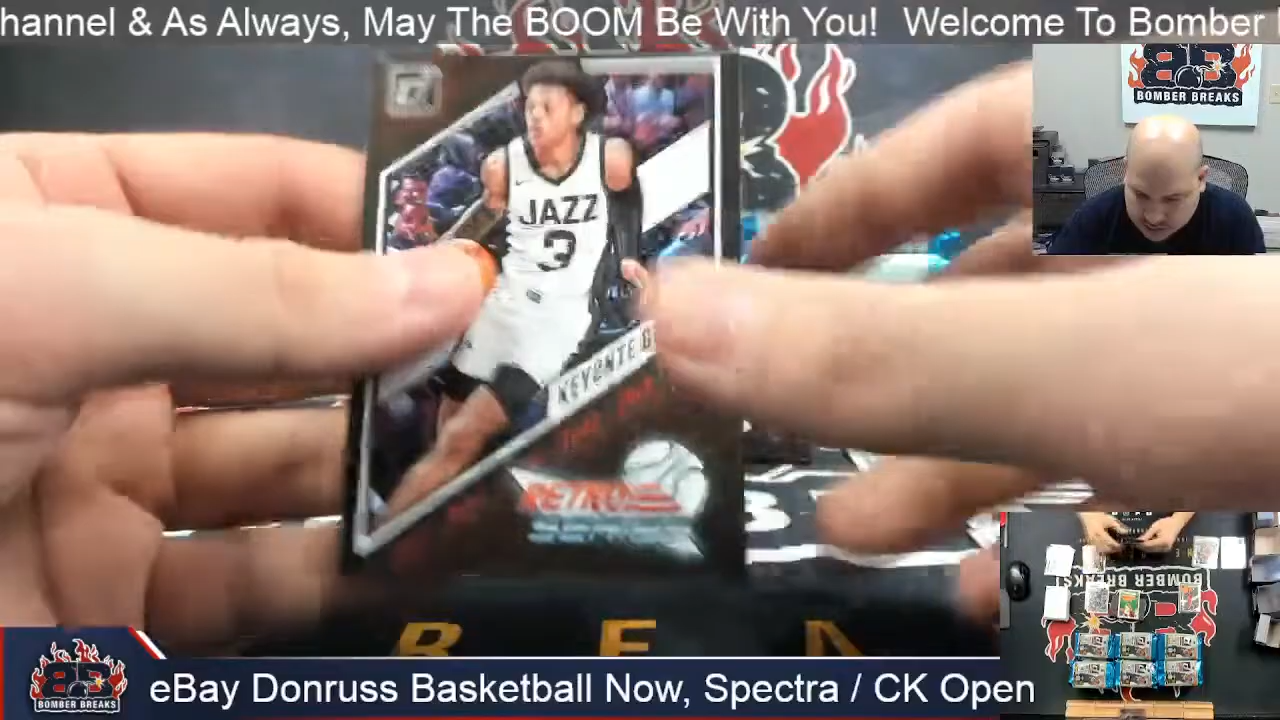 hannel & As Always, May The BOOM Be With You! Welcome To Bomber
BOMBER BREAKS
JAZZ
3
KEYONTE G
RETRO
BOMBER BREAKS!
R E A
BOMBER BREAKS
eBay Donruss Basketball Now, Spectra / CK Open